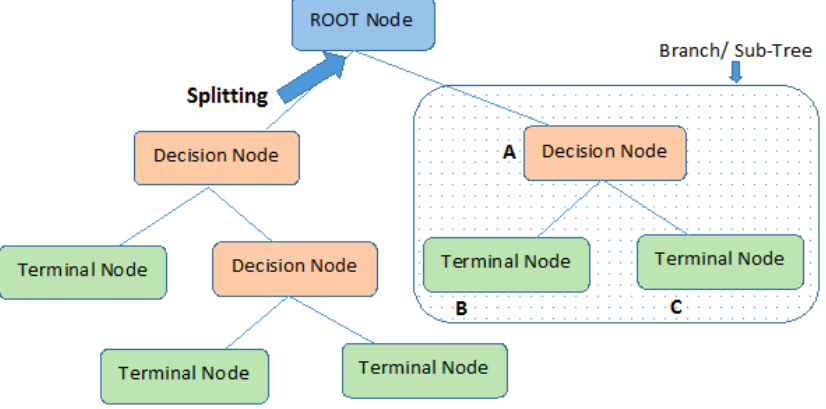 ROOT Node
Branch/ Sub-Tree
Splitting
Decision Node
A
Decision Node
Terminal Node
Decision Node
Terminal Node
Terminal Node
B
C
Terminal Node
Terminal Node